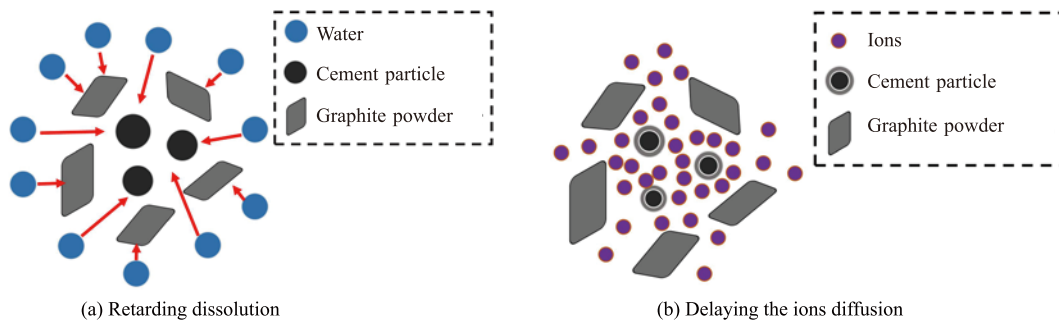 Water
Cement particle
Graphite powder
(a) Retarding dissolution
Ions
Cement particle
Graphite powder
(b) Delaying the ions diffusion